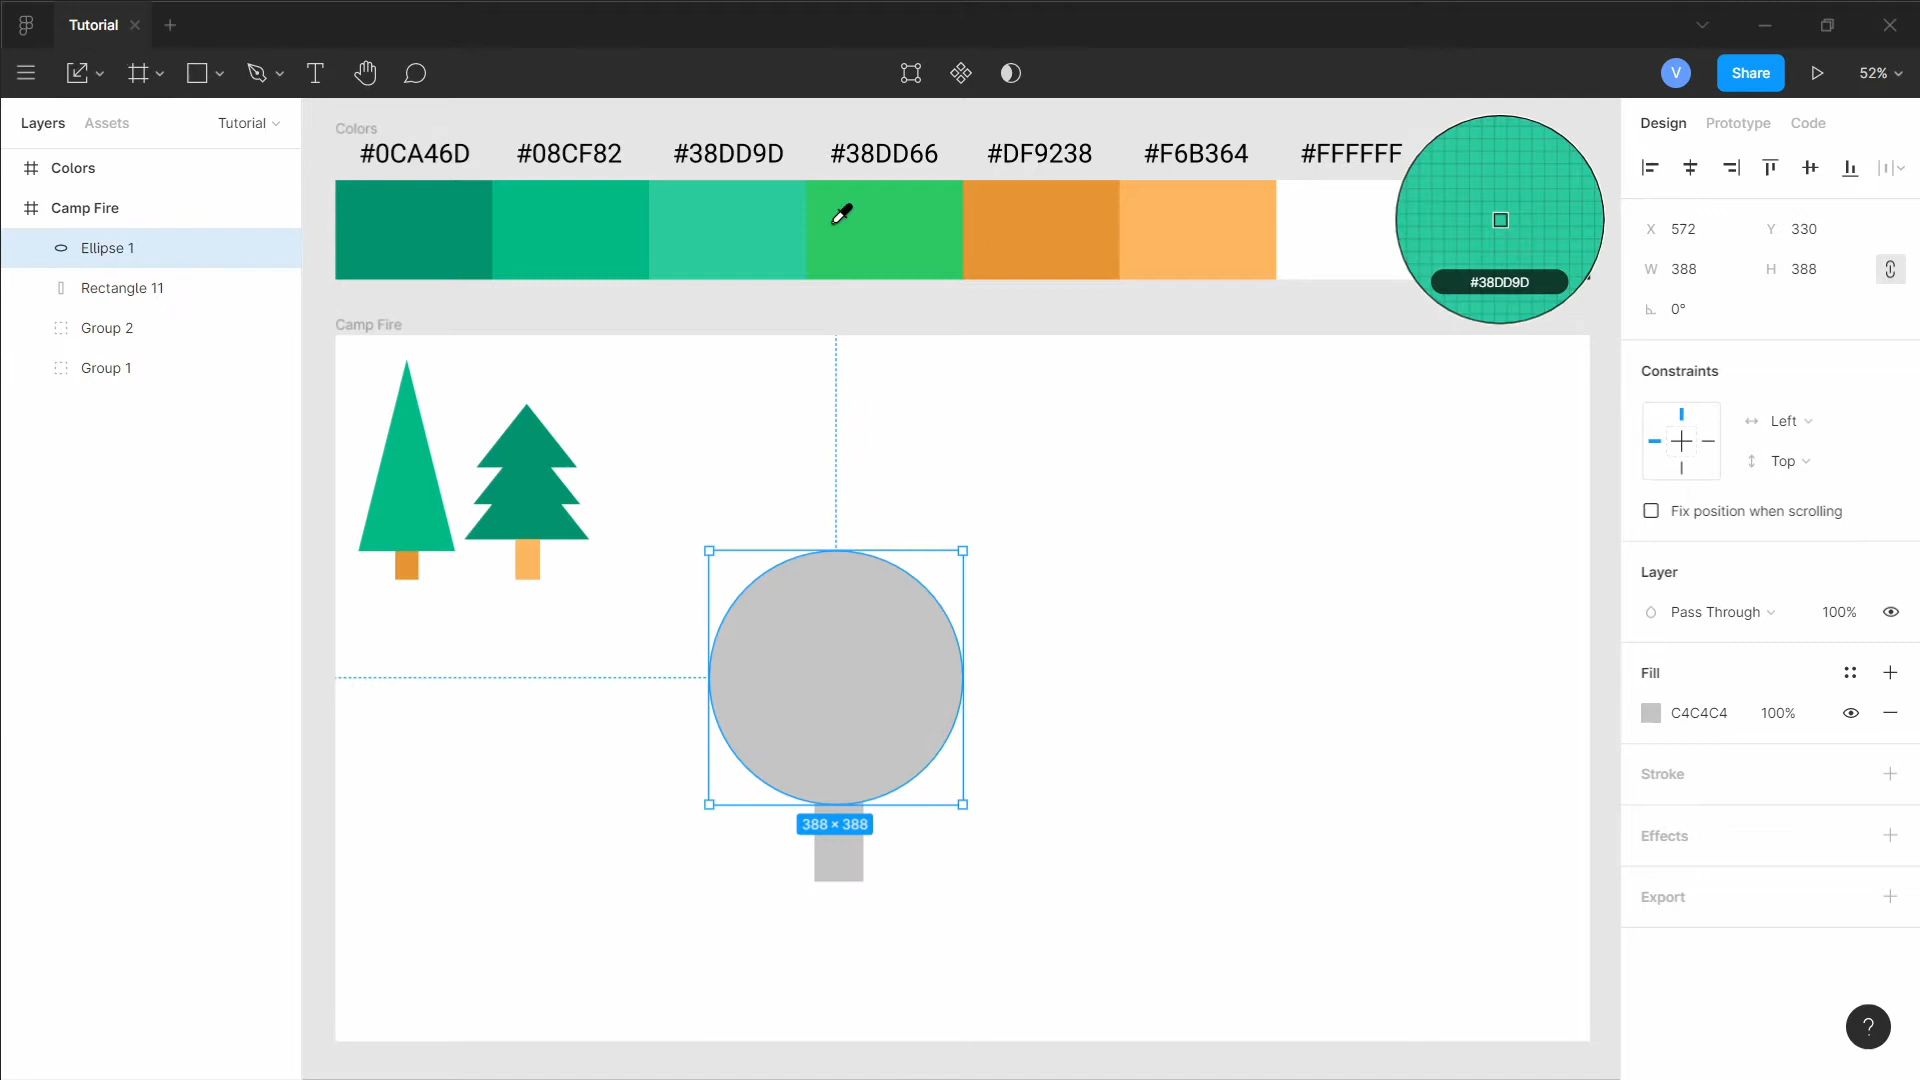 Tutorial
V
Share
52%
Layers
Assets
Tutorial
Colors
Camp Fire
Ellipse 1
Rectangle 11
Group 2
Group 1
Colors
#0CA46D #08CF82 #38DD9D #38DD66 #DF9238 #F6B364 #FFFFFF
#38DD9D
Camp Fire
388 × 388
Design
Prototype
Code
X 572 Y 330
W 388 H 388
0°
Constraints
Left
Top
Fix position when scrolling
Layer
Pass Through 100%
Fill
C4C4C4 100%
Stroke
Effects
Export
?